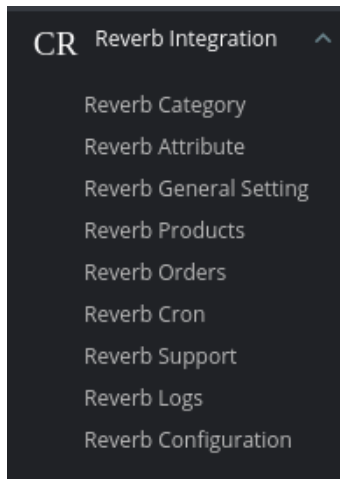 CR Reverb Integration
Reverb Category
Reverb Attribute
Reverb General Setting
Reverb Products
Reverb Orders
Reverb Cron
Reverb Support
Reverb Logs
Reverb Configuration